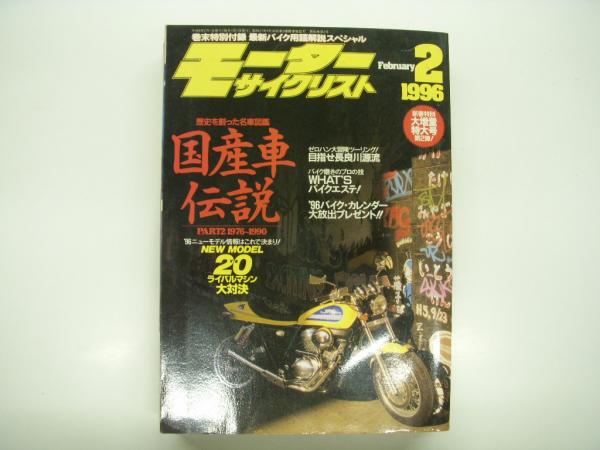 巻末特別付録 最新バイク用語解説スペシャル
モーターサイクリスト
February 2
1996
新春特別
大増量
特大号
第2弾!
歴史を創った名車図鑑
国産車
伝説
PART2 1976~1990
ゼロハン大冒険ツーリング!
目指せ長良川源流
バイク磨きのプロの技
WHAT'S
バイクエステ!
'96バイク・カレンダー
大放出プレゼント!!
'96ニューモデル情報はこれで決まり!
NEW MODEL
20
ライバルマシン
大対決